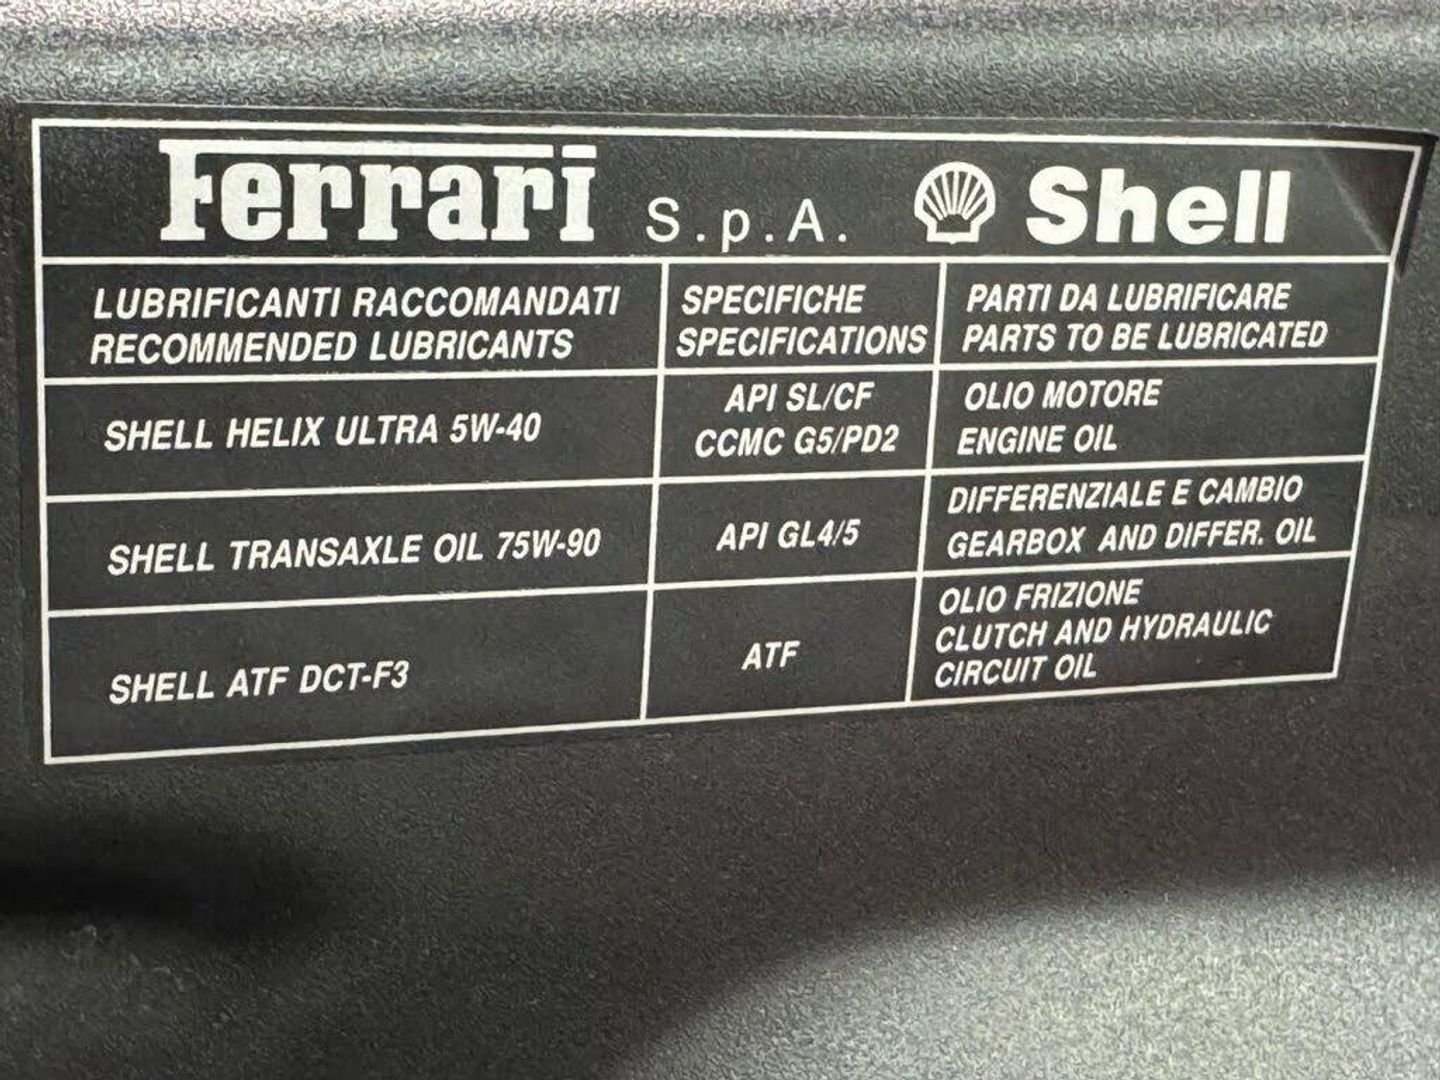 Ferrari S.p.A. Shell
LUBRIFICANTI RACCOMANDATI
RECOMMENDED LUBRICANTS
SPECIFICHE
SPECIFICATIONS
PARTI DA LUBRIFICARE
PARTS TO BE LUBRICATED
SHELL HELIX ULTRA 5W-40
API SL/CF
CCMC G5/PD2
OLIO MOTORE
ENGINE OIL
SHELL TRANSAXLE OIL 75W-90
API GL4/5
DIFFERENZIALE E CAMBIO
GEARBOX AND DIFFER. OIL
SHELL ATF DCT-F3
ATF
OLIO FRIZIONE
CLUTCH AND HYDRAULIC
CIRCUIT OIL